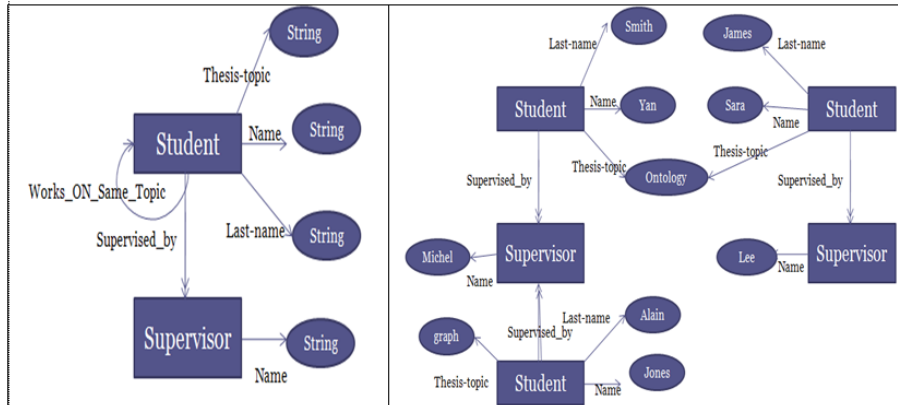 String
Thesis-topic
Student
Name
String
Works_ON_Same_Topic
Last-name
String
Supervised_by
Supervisor
String
Name
Smith
Last-name
Student
Name
Yan
Thesis-topic
Ontology
Supervised_by
James
Last-name
Sara
Name
Student
Thesis-topic
Supervised_by
Michel
Name
Supervisor
Lee
Name
Supervisor
Supervised_by
graph
Thesis-topic
Last-name
Alain
Student
Name
Jones